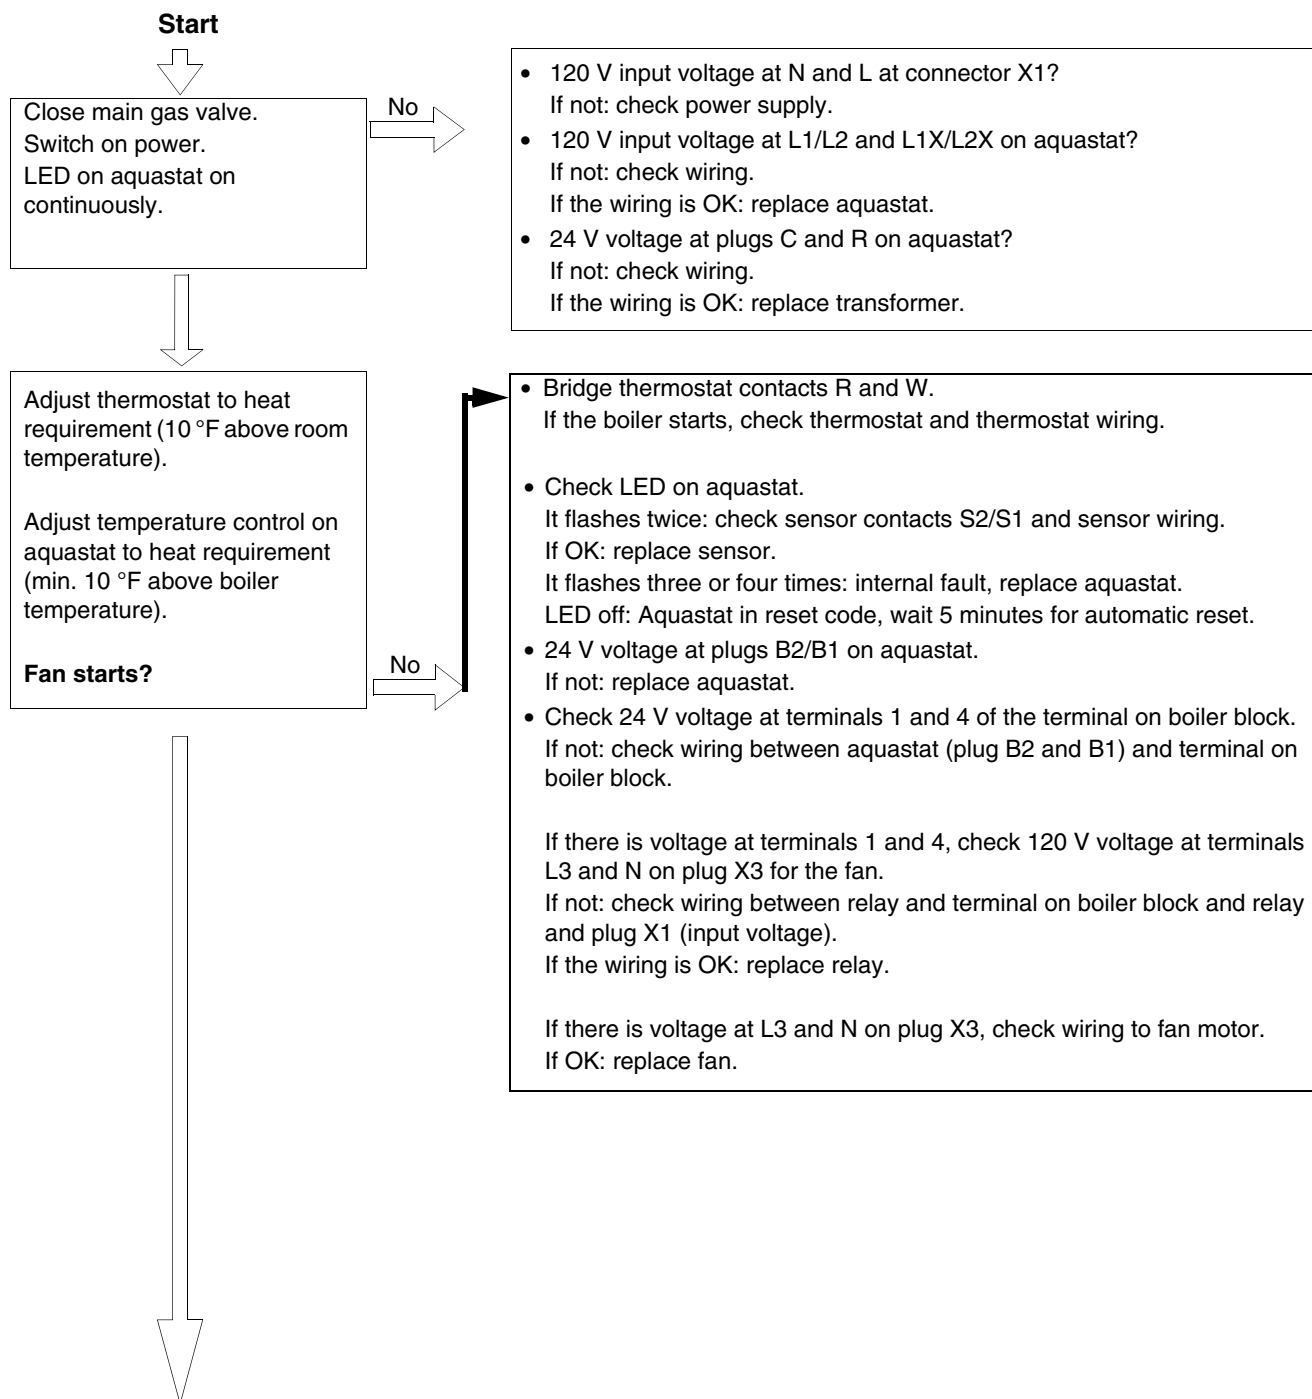 Start
Close main gas valve.
Switch on power.
LED on aquastat on
continuously.
No
• 120 V input voltage at N and L at connector X1?
If not: check power supply.
• 120 V input voltage at L1/L2 and L1X/L2X on aquastat?
If not: check wiring.
If the wiring is OK: replace aquastat.
• 24 V voltage at plugs C and R on aquastat?
If not: check wiring.
If the wiring is OK: replace transformer.
Adjust thermostat to heat
requirement (10 °F above room
temperature).
Adjust temperature control on
aquastat to heat requirement
(min. 10 °F above boiler
temperature).
Fan starts?
No
• Bridge thermostat contacts R and W.
If the boiler starts, check thermostat and thermostat wiring.
• Check LED on aquastat.
It flashes twice: check sensor contacts S2/S1 and sensor wiring.
If OK: replace sensor.
It flashes three or four times: internal fault, replace aquastat.
LED off: Aquastat in reset code, wait 5 minutes for automatic reset.
• 24 V voltage at plugs B2/B1 on aquastat.
If not: replace aquastat.
• Check 24 V voltage at terminals 1 and 4 of the terminal on boiler block.
If not: check wiring between aquastat (plug B2 and B1) and terminal on
boiler block.
If there is voltage at terminals 1 and 4, check 120 V voltage at terminals
L3 and N on plug X3 for the fan.
If not: check wiring between relay and terminal on boiler block and relay
and plug X1 (input voltage).
If the wiring is OK: replace relay.
If there is voltage at L3 and N on plug X3, check wiring to fan motor.
If OK: replace fan.